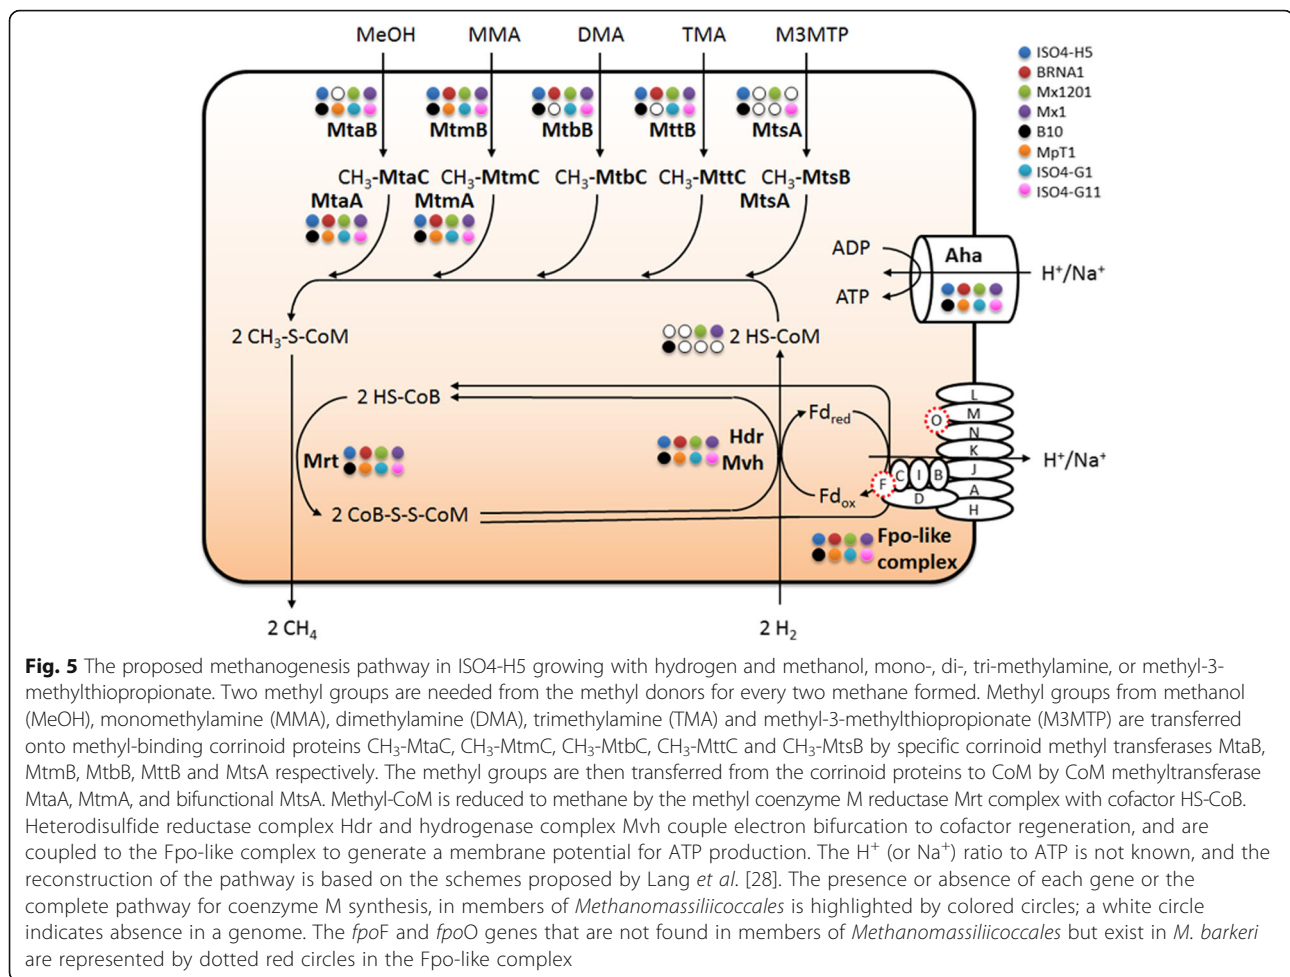 MeOH MMA DMA TMA M3MTP
ISO4-H5
BRNA1
Mx1201
Mx1
B10
MpT1
ISO4-G1
ISO4-G11
MtaB MtmB MtbB MttB MtsA
CH₃-MtaC CH₃-MtmC CH₃-MtbC CH₃-MttC CH₃-MtsB
MtaA MtmA MtsA
ADP
Aha
H⁺/Na⁺
ATP
2 CH₃-S-CoM
2 HS-CoM
2 HS-CoB
Fd_red
L
M
O
N
K
Hdr
Mvh
Mrt
H⁺/Na⁺
C I B
J
F
D
A
H
Fd_ox
2 CoB-S-S-CoM
Fpo-like
complex
2 CH₄
2 H₂
Fig. 5 The proposed methanogenesis pathway in ISO4-H5 growing with hydrogen and methanol, mono-, di-, tri-methylamine, or methyl-3-
methylthiopropionate. Two methyl groups are needed from the methyl donors for every two methane formed. Methyl groups from methanol
(MeOH), monomethylamine (MMA), dimethylamine (DMA), trimethylamine (TMA) and methyl-3-methylthiopropionate (M3MTP) are transferred
onto methyl-binding corrinoid proteins CH₃-MtaC, CH₃-MtmC, CH₃-MtbC, CH₃-MttC and CH₃-MtsB by specific corrinoid methyl transferases MtaB,
MtmB, MtbB, MttB and MtsA respectively. The methyl groups are then transferred from the corrinoid proteins to CoM by CoM methyltransferase
MtaA, MtmA, and bifunctional MtsA. Methyl-CoM is reduced to methane by the methyl coenzyme M reductase Mrt complex with cofactor HS-CoB.
Heterodisulfide reductase complex Hdr and hydrogenase complex Mvh couple electron bifurcation to cofactor regeneration, and are
coupled to the Fpo-like complex to generate a membrane potential for ATP production. The H⁺ (or Na⁺) ratio to ATP is not known, and the
reconstruction of the pathway is based on the schemes proposed by Lang et al. [28]. The presence or absence of each gene or the
complete pathway for coenzyme M synthesis, in members of Methanomassiliicoccales is highlighted by colored circles; a white circle
indicates absence in a genome. The fpoF and fpoO genes that are not found in members of Methanomassiliicoccales but exist in M. barkeri
are represented by dotted red circles in the Fpo-like complex